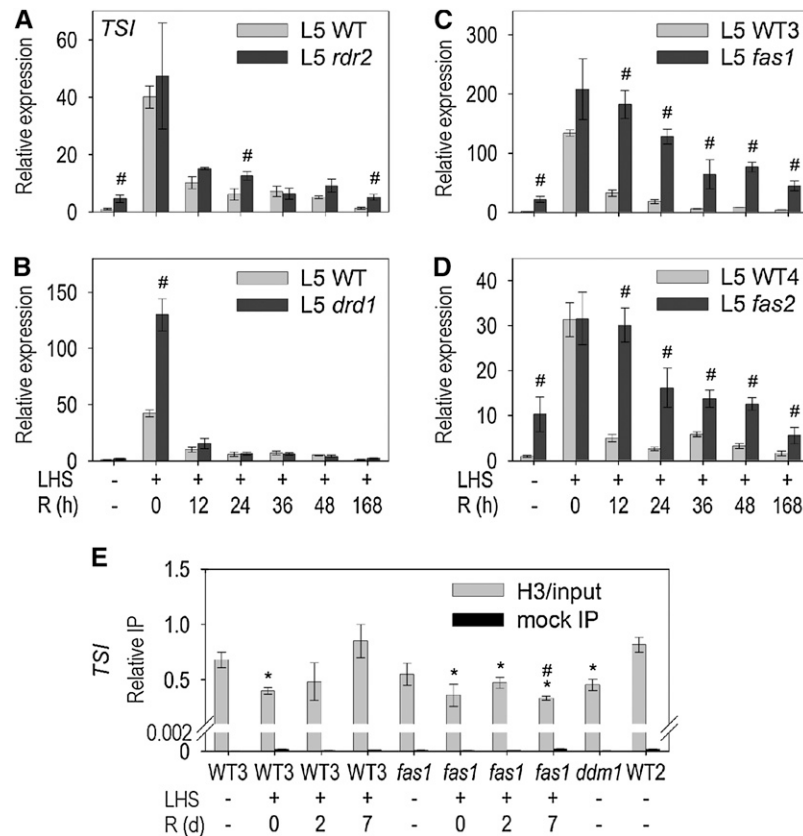 A
TSI
L5 WT
L5 rdr2
Relative expression
60
40
20
0
#
#
#
B
L5 WT
L5 drd1
Relative expression
150
100
50
0
#
LHS - + + + + + +
R (h) - 0 12 24 36 48 168
C
L5 WT3
L5 fas1
Relative expression
300
200
100
0
# # # # # #
D
L5 WT4
L5 fas2
Relative expression
40
30
20
10
0
# # # # # #
- + + + + + +
- 0 12 24 36 48 168
E
H3/input
mock IP
TSI
Relative IP
1.5
1.0
0.5
0.002
0
* * * # * *
WT3 WT3 WT3 WT3 fas1 fas1 fas1 fas1 ddm1 WT2
LHS - + + + - + + + - -
R (d) - 0 2 7 - 0 2 7 - -